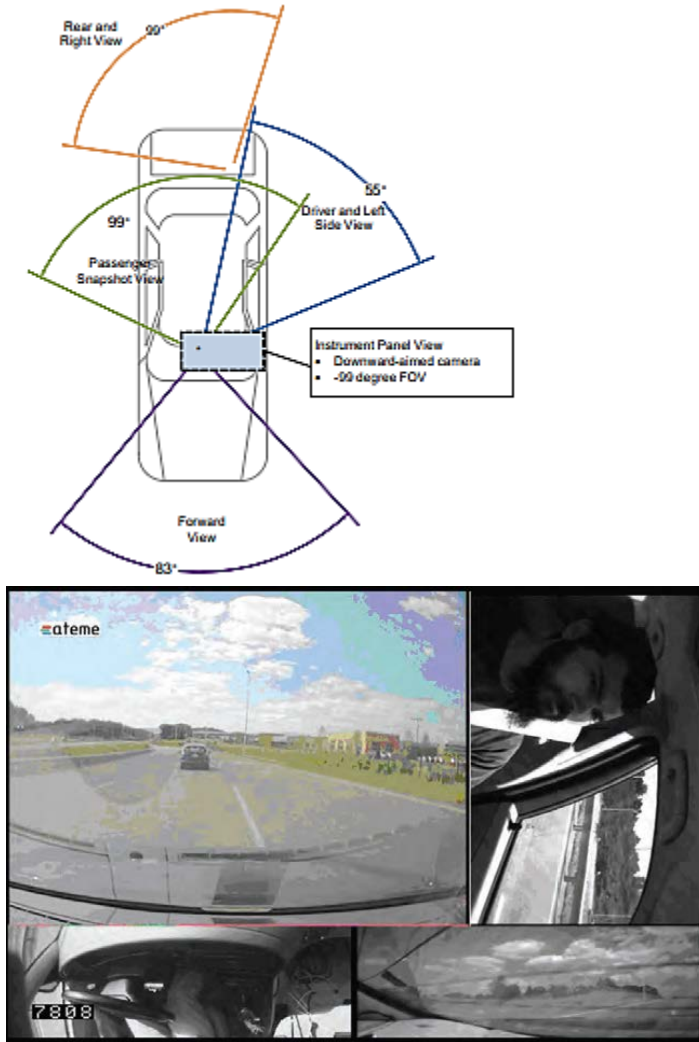 Rear and
Right View
99°
55°
Driver and Left
Side View
99°
Passenger
Snapshot View
Instrument Panel View
▪ Downward-aimed camera
▪ -99 degree FOV
Forward
View
83°
ateme
7808